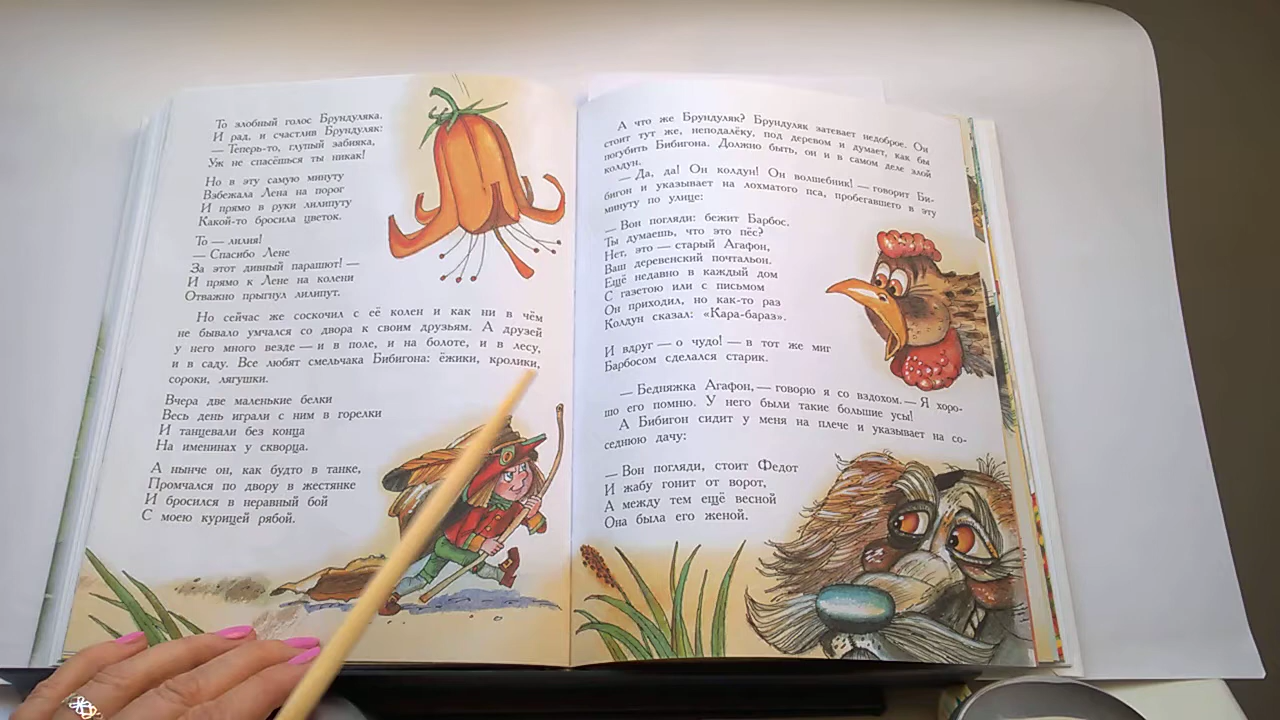 То злобный голос Брундуляка.
И рад, и счастлив Брундуляк:
— Теперь-то, глупый забияка,
Уж не спасёшься ты никак!
Но в эту самую минуту
Взбежала Лена на порог
И прямо в руки лилипуту
Какой-то бросила цветок.
То — лилия!
— Спасибо Лене
За этот дивный парашют! —
И прямо к Лене на колени
Отважно прыгнул лилипут.
Но сейчас же соскочил с её колен и как ни в чём
не бывало умчался со двора к своим друзьям. А друзей
у него много везде — и в поле, и на болоте, и в лесу,
и в саду. Все любят смельчака Бибигона: ёжики, кролики,
сороки, лягушки.
Вчера две маленькие белки
Весь день играли с ним в горелки
И танцевали без конца
На именинах у скворца.
А нынче он, как будто в танке,
Промчался по двору в жестянке
И бросился в неравный бой
С моею курицей рябой.
А что же Брундуляк? Брундуляк затевает недоброе. Он
стоит тут же, неподалёку, под деревом и думает, как бы
погубить Бибигона. Должно быть, он и в самом деле злой
колдун.
— Да, да! Он колдун! Он волшебник! — говорит Би-
бигон и указывает на лохматого пса, пробегавшего в эту
минуту по улице:
— Вон погляди: бежит Барбос.
Ты думаешь, что это пёс?
Нет, это — старый Агафон,
Ваш деревенский почтальон.
Ещё недавно в каждый дом
С газетою или с письмом
Он приходил, но как-то раз
Колдун сказал: «Кара-бараз».
И вдруг — о чудо! — в тот же миг
Барбосом сделался старик.
— Бедняжка Агафон, — говорю я со вздохом. — Я хоро-
шо его помню. У него были такие большие усы!
А Бибигон сидит у меня на плече и указывает на со-
седнюю дачу:
— Вон погляди, стоит Федот
И жабу гонит от ворот,
А между тем ещё весной
Она была его женой.